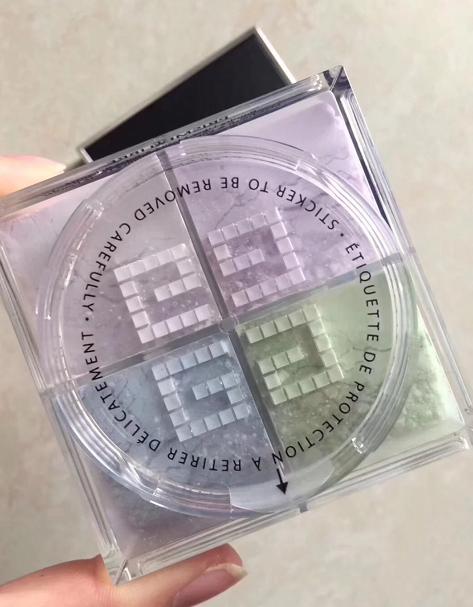 STICKER TO BE REMOVED CAREFULLY • ÉTIQUETTE DE PROTECTION À RETIRER DÉLICATEMENT •